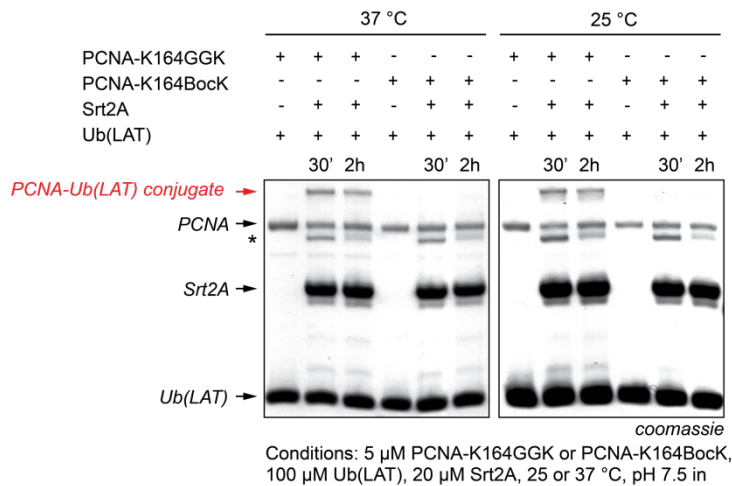 37 °C 25 °C
PCNA-K164GGK + + + - - - + + + - - -
PCNA-K164BocK - - - + + + - - - + + +
Srt2A - + + - + + - + + - + +
Ub(LAT) + + + + + + + + + + + +
30’ 2h 30’ 2h 30’ 2h 30’ 2h
PCNA-Ub(LAT) conjugate
PCNA
*
Srt2A
Ub(LAT)
coomassie
Conditions: 5 µM PCNA-K164GGK or PCNA-K164BocK,
100 µM Ub(LAT), 20 µM Srt2A, 25 or 37 °C, pH 7.5 in